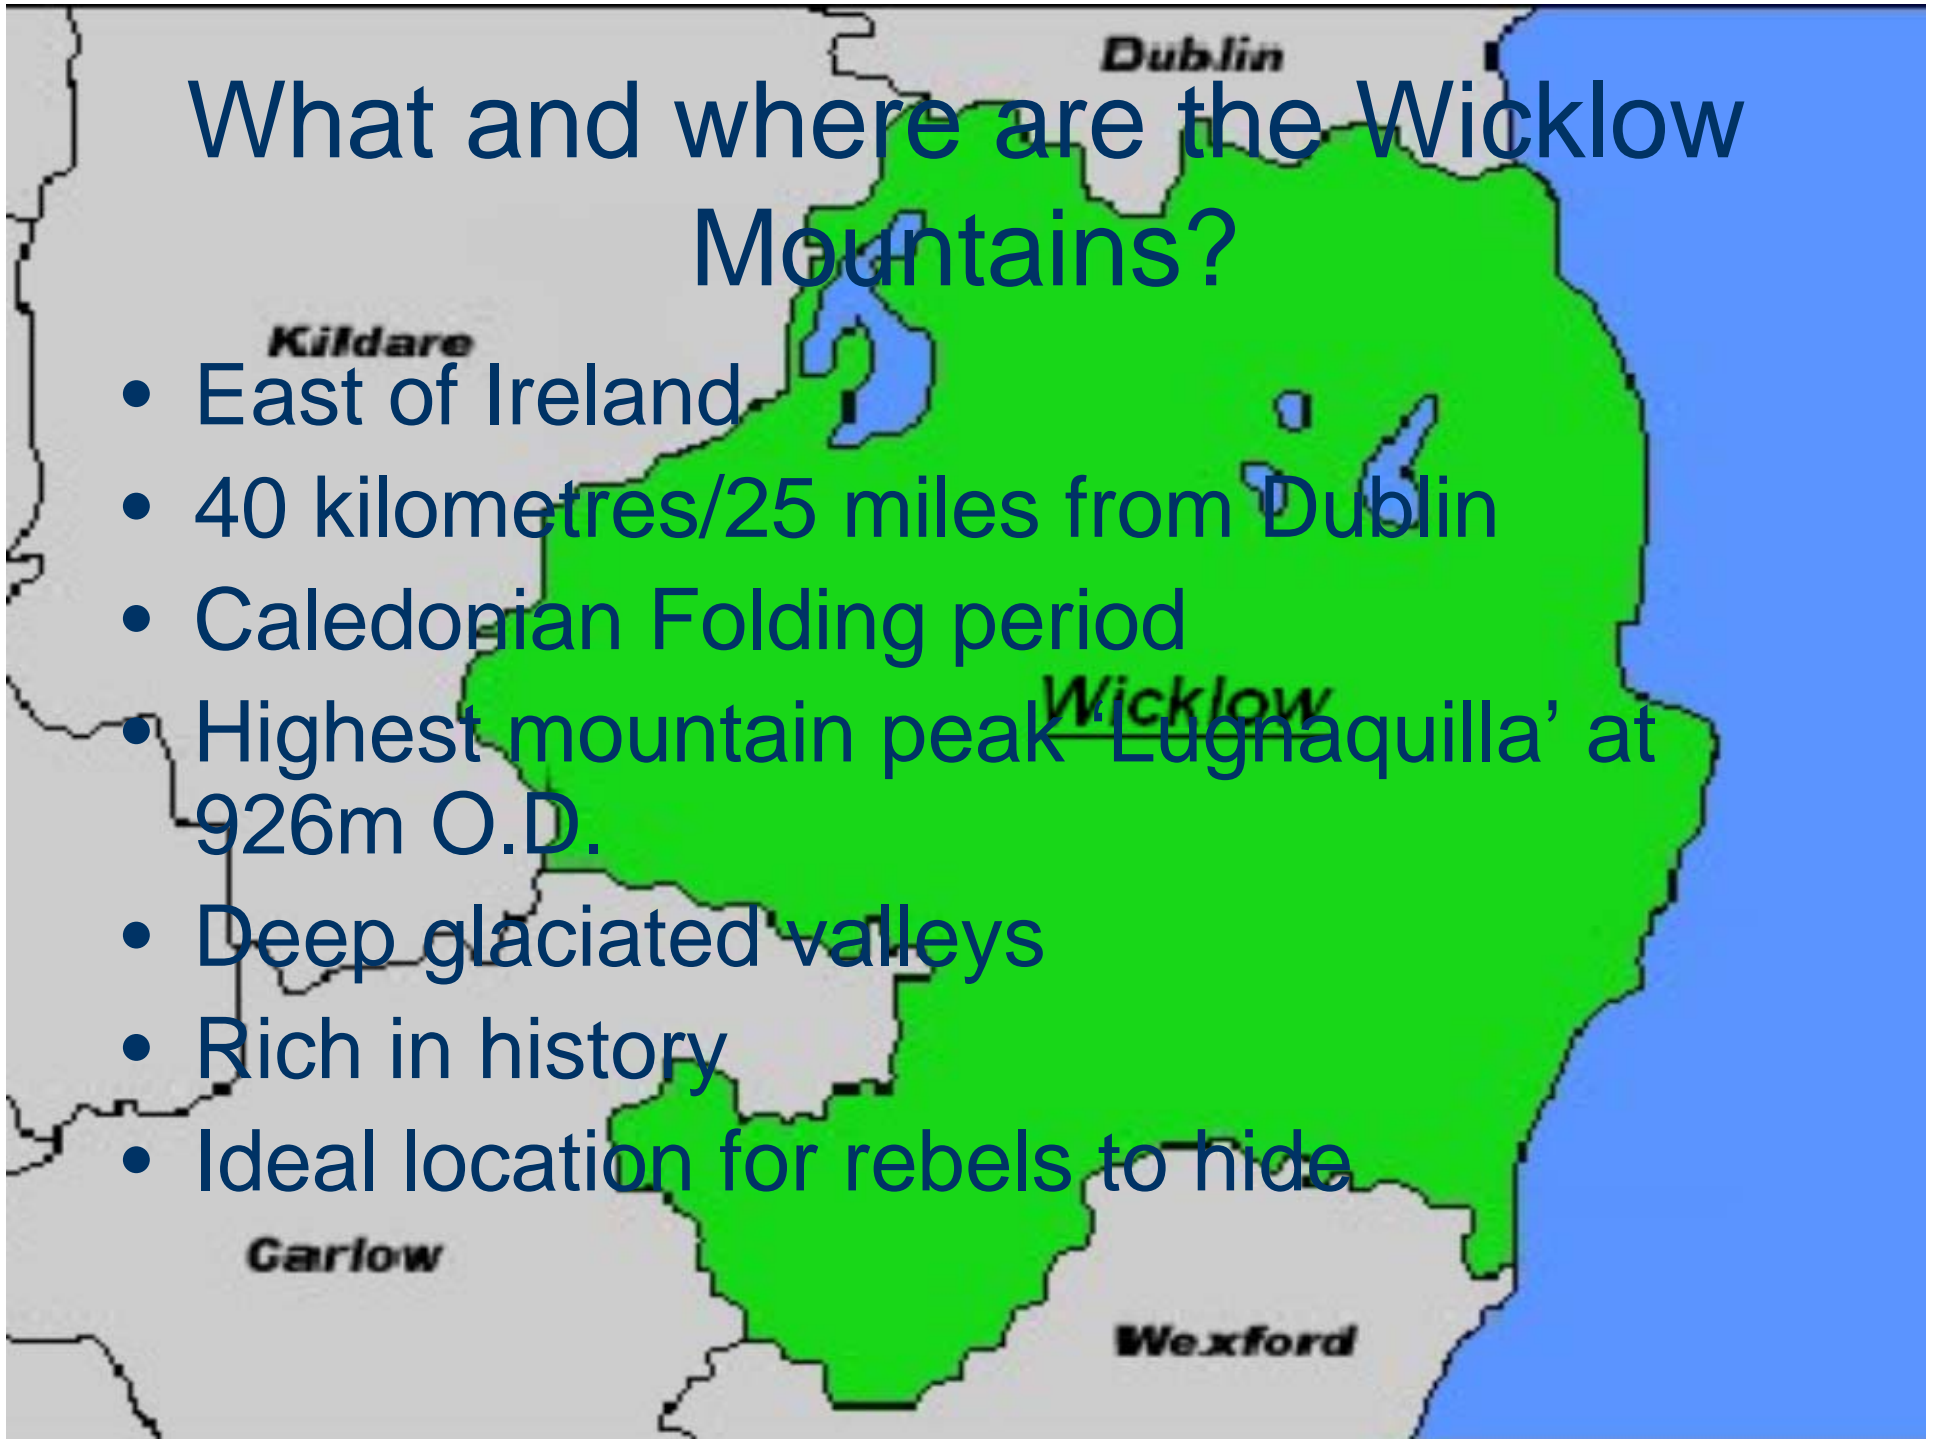 Dublin
What and where are the Wicklow
Mountains?
Kildare
• East of Ireland
• 40 kilometres/25 miles from Dublin
• Caledonian Folding period
Wicklow
• Highest mountain peak ‘Lugnaquilla’ at
926m O.D.
• Deep glaciated valleys
• Rich in history
• Ideal location for rebels to hide
Carlow
Wexford